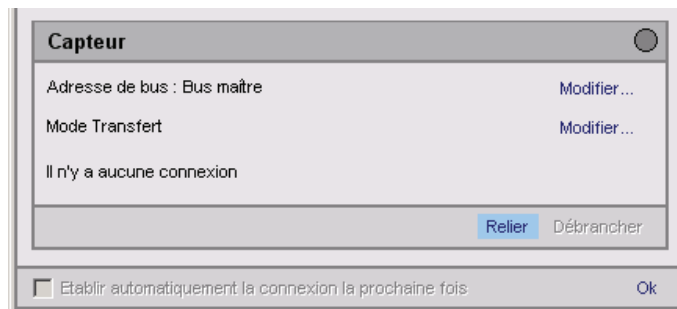 Capteur
Adresse de bus : Bus maître Modifier...
Mode Transfert Modifier...
Il n'y a aucune connexion
Relier Débrancher
Etablir automatiquement la connexion la prochaine fois Ok